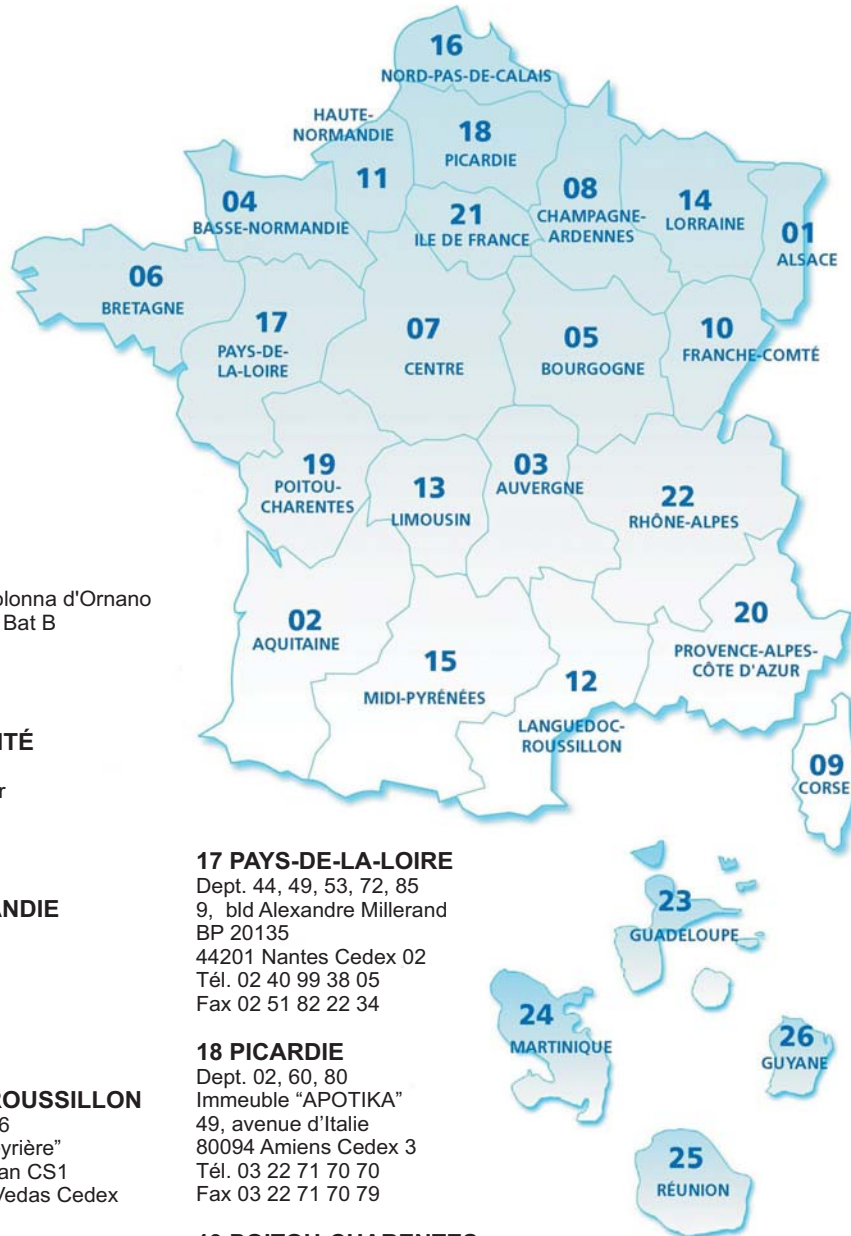 16
NORD-PAS-DE-CALAIS
HAUTE-
NORMANDIE
11
18
PICARDIE
04
BASSE-NORMANDIE
21
ILE DE FRANCE
08
CHAMPAGNE-
ARDENNES
14
LORRAINE
01
ALSACE
06
BRETAGNE
17
PAYS-DE-
LA-LOIRE
07
CENTRE
05
BOURGOGNE
10
FRANCHE-COMTÉ
19
POITOU-
CHARENTES
13
LIMOUSIN
03
AUVERGNE
22
RHÔNE-ALPES
02
AQUITAINE
15
MIDI-PYRÉNÉES
12
LANGUEDOC-
ROUSSILLON
20
PROVENCE-ALPES-
CÔTE D'AZUR
09
CORSE
23
GUADELOUPE
24
MARTINIQUE
26
GUYANE
25
RÉUNION
olonna d'Ornano
Bat B
ITÉ
r
ANDIE
ROUSSILLON
6
eyrière”
an CS1
Vedas Cedex
17 PAYS-DE-LA-LOIRE
Dept. 44, 49, 53, 72, 85
9, bld Alexandre Millerand
BP 20135
44201 Nantes Cedex 02
Tél. 02 40 99 38 05
Fax 02 51 82 22 34
18 PICARDIE
Dept. 02, 60, 80
Immeuble “APOTIKA”
49, avenue d’Italie
80094 Amiens Cedex 3
Tél. 03 22 71 70 70
Fax 03 22 71 70 79
19 POITOU-CHARENTES